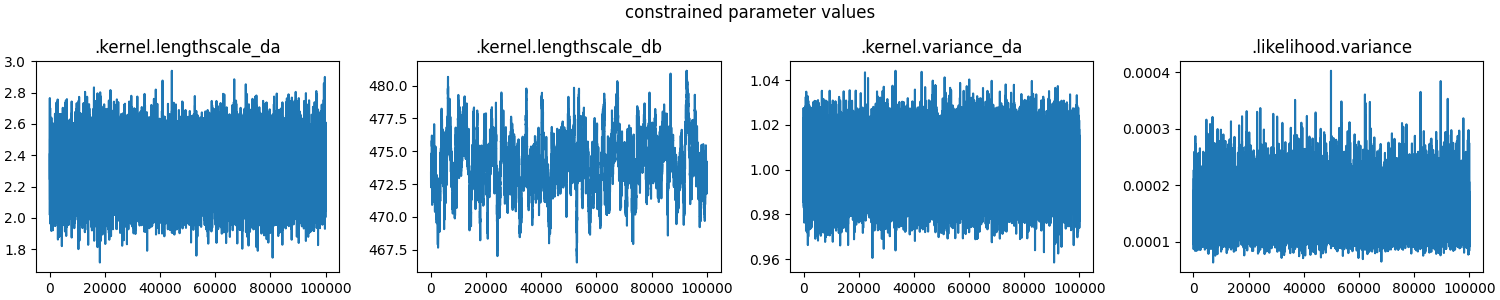 constrained parameter values
.kernel.lengthscale_da
.kernel.lengthscale_db
.kernel.variance_da
.likelihood.variance
3.0
2.8
2.6
2.4
2.2
2.0
1.8
0 20000 40000 60000 80000 100000
480.0
477.5
475.0
472.5
470.0
467.5
0 20000 40000 60000 80000 100000
1.04
1.02
1.00
0.98
0.96
0 20000 40000 60000 80000 100000
0.0004
0.0003
0.0002
0.0001
0 20000 40000 60000 80000 100000